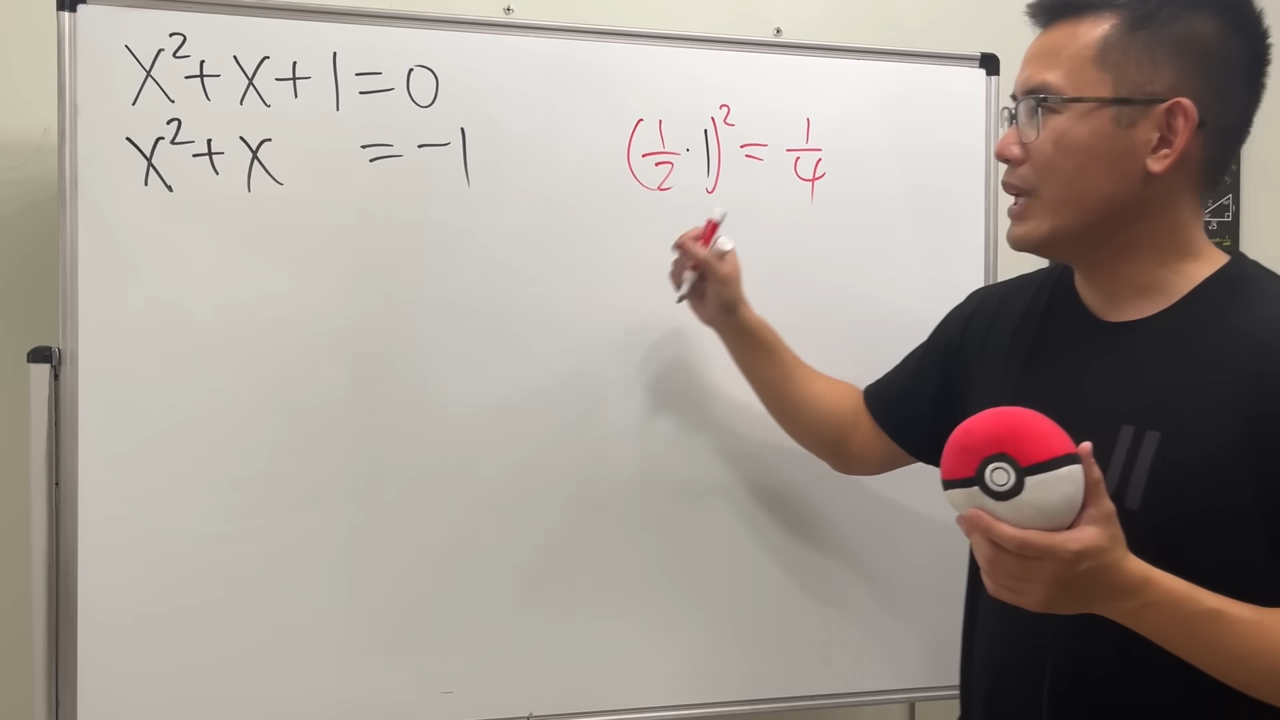 x²+x+1=0
x²+x =-1
(1/2·1)²=1/4